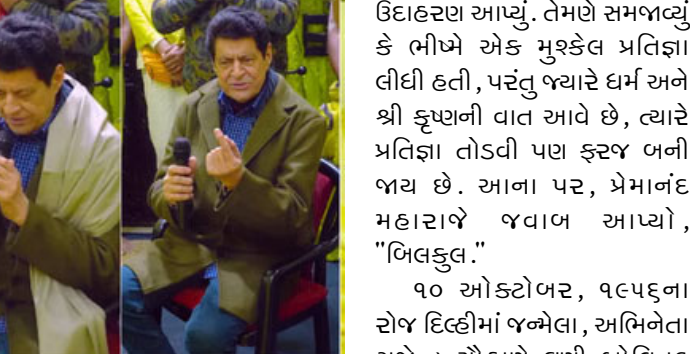 ઉદાહરણ આપ્યું. તેમણે સમજાવ્યું
કે ભીષ્મે એક મુશ્કેલ પ્રતિજ્ઞા
લીધી હતી, પરંતુ જ્યારે ધર્મ અને
શ્રી કૃષ્ણની વાત આવે છે, ત્યારે
પ્રતિજ્ઞા તોડવી પણ ફરજ બની
જાય છે. આના પર, પ્રેમાનંદ
મહારાજે જવાબ આપ્યો,
"બિલકુલ."
૧૦ ઓક્ટોબર, ૧૯૫૬ના
રોજ દિલ્હીમાં જન્મેલા, અભિનેતા